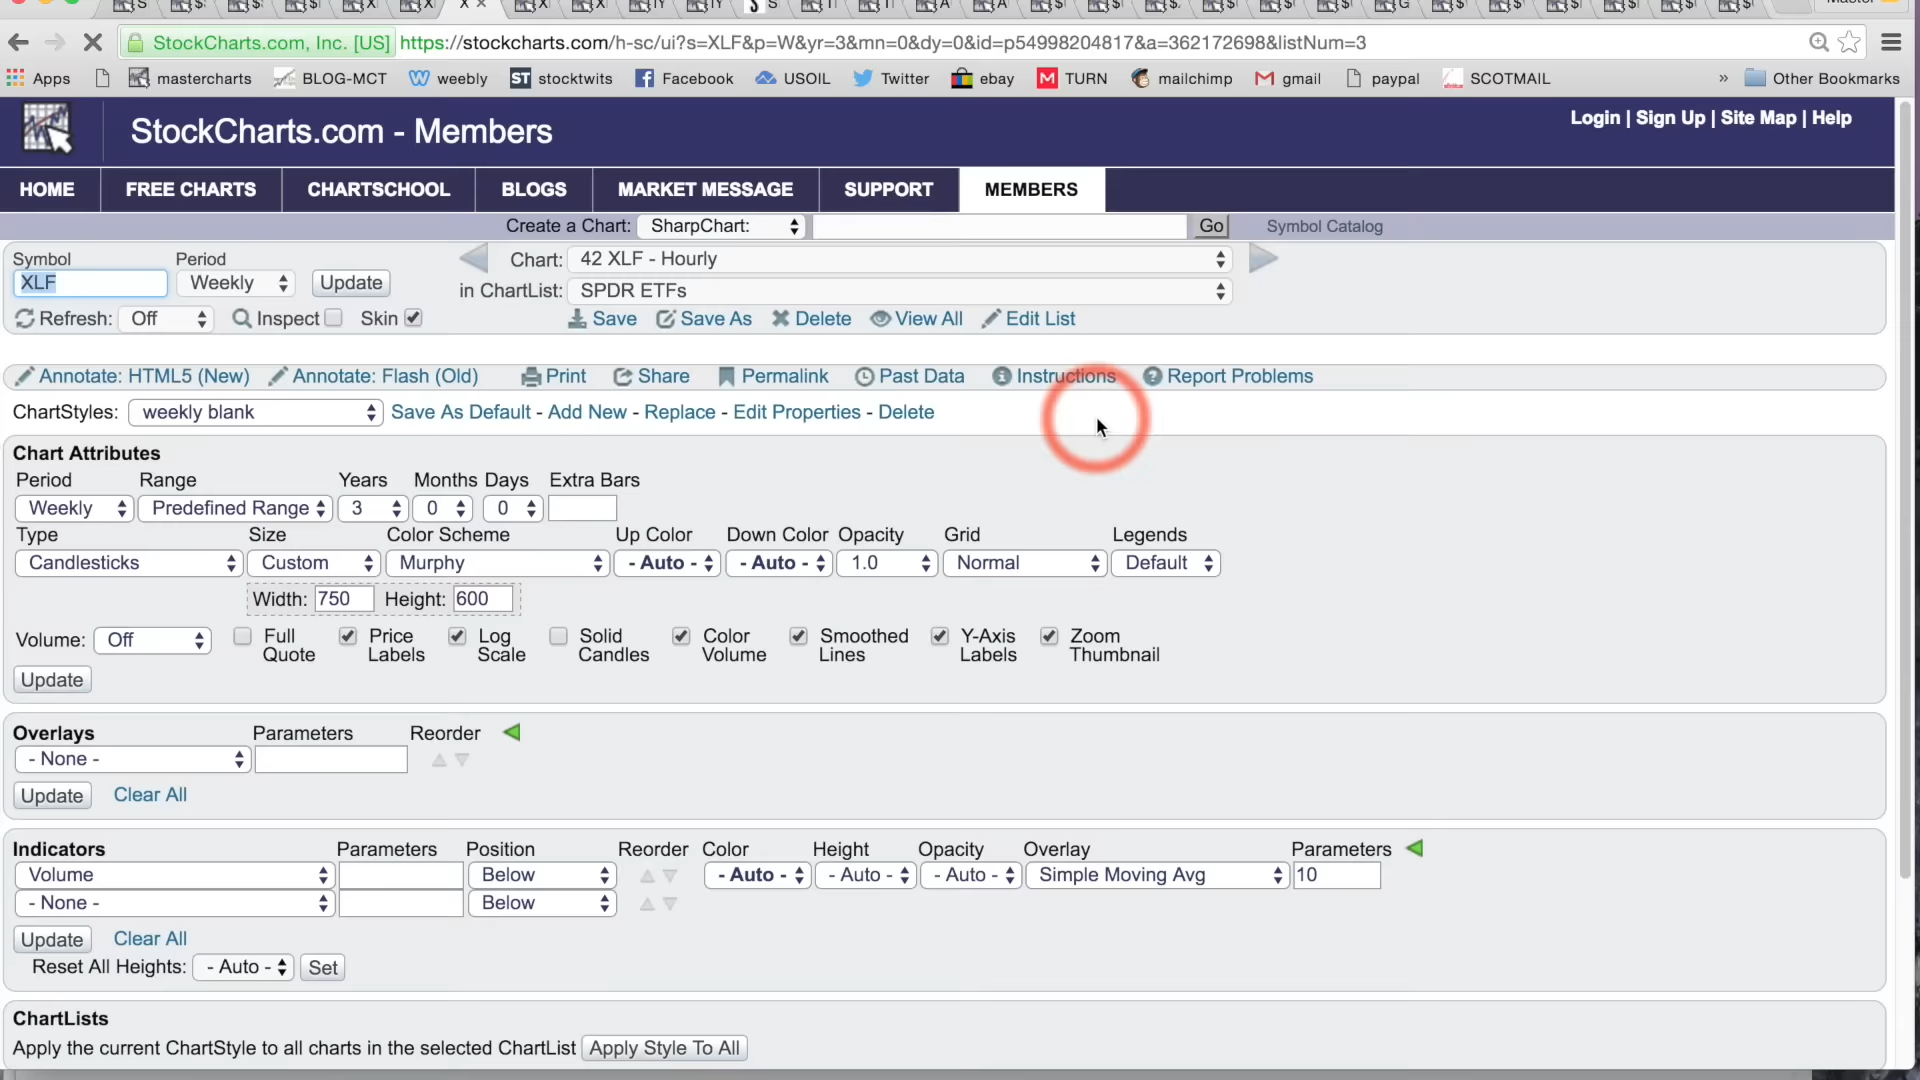 StockCharts.com, Inc. [US] https://stockcharts.com/h-sc/ui?s=XLF&p=W&yr=3&mn=0&dy=0&id=p54998204817&a=362172698&listNum=3
Apps mastercharts BLOG-MCT weebly ST stocktwits Facebook USOIL Twitter ebay M TURN mailchimp gmail paypal SCOTMAIL » Other Bookmarks
StockCharts.com - Members
Login | Sign Up | Site Map | Help
HOME FREE CHARTS CHARTSCHOOL BLOGS MARKET MESSAGE SUPPORT MEMBERS
Create a Chart: SharpChart: Go Symbol Catalog
Symbol Period Chart: 42 XLF - Hourly
XLF Weekly Update in ChartList: SPDR ETFs
Refresh: Off Inspect Skin Save Save As Delete View All Edit List
Annotate: HTML5 (New) Annotate: Flash (Old) Print Share Permalink Past Data Instructions Report Problems
ChartStyles: weekly blank Save As Default - Add New - Replace - Edit Properties - Delete
Chart Attributes
Period Range Years Months Days Extra Bars
Weekly Predefined Range 3 0 0
Type Size Color Scheme Up Color Down Color Opacity Grid Legends
Candlesticks Custom Murphy - Auto - - Auto - 1.0 Normal Default
Width: 750 Height: 600
Volume: Off Full Quote Price Labels Log Scale Solid Candles Color Volume Smoothed Lines Y-Axis Labels Zoom Thumbnail
Update
Overlays Parameters Reorder
- None -
Update Clear All
Indicators Parameters Position Reorder Color Height Opacity Overlay Parameters
Volume Below - Auto - - Auto - - Auto - Simple Moving Avg 10
- None - Below
Update Clear All
Reset All Heights: - Auto - Set
ChartLists
Apply the current ChartStyle to all charts in the selected ChartList Apply Style To All